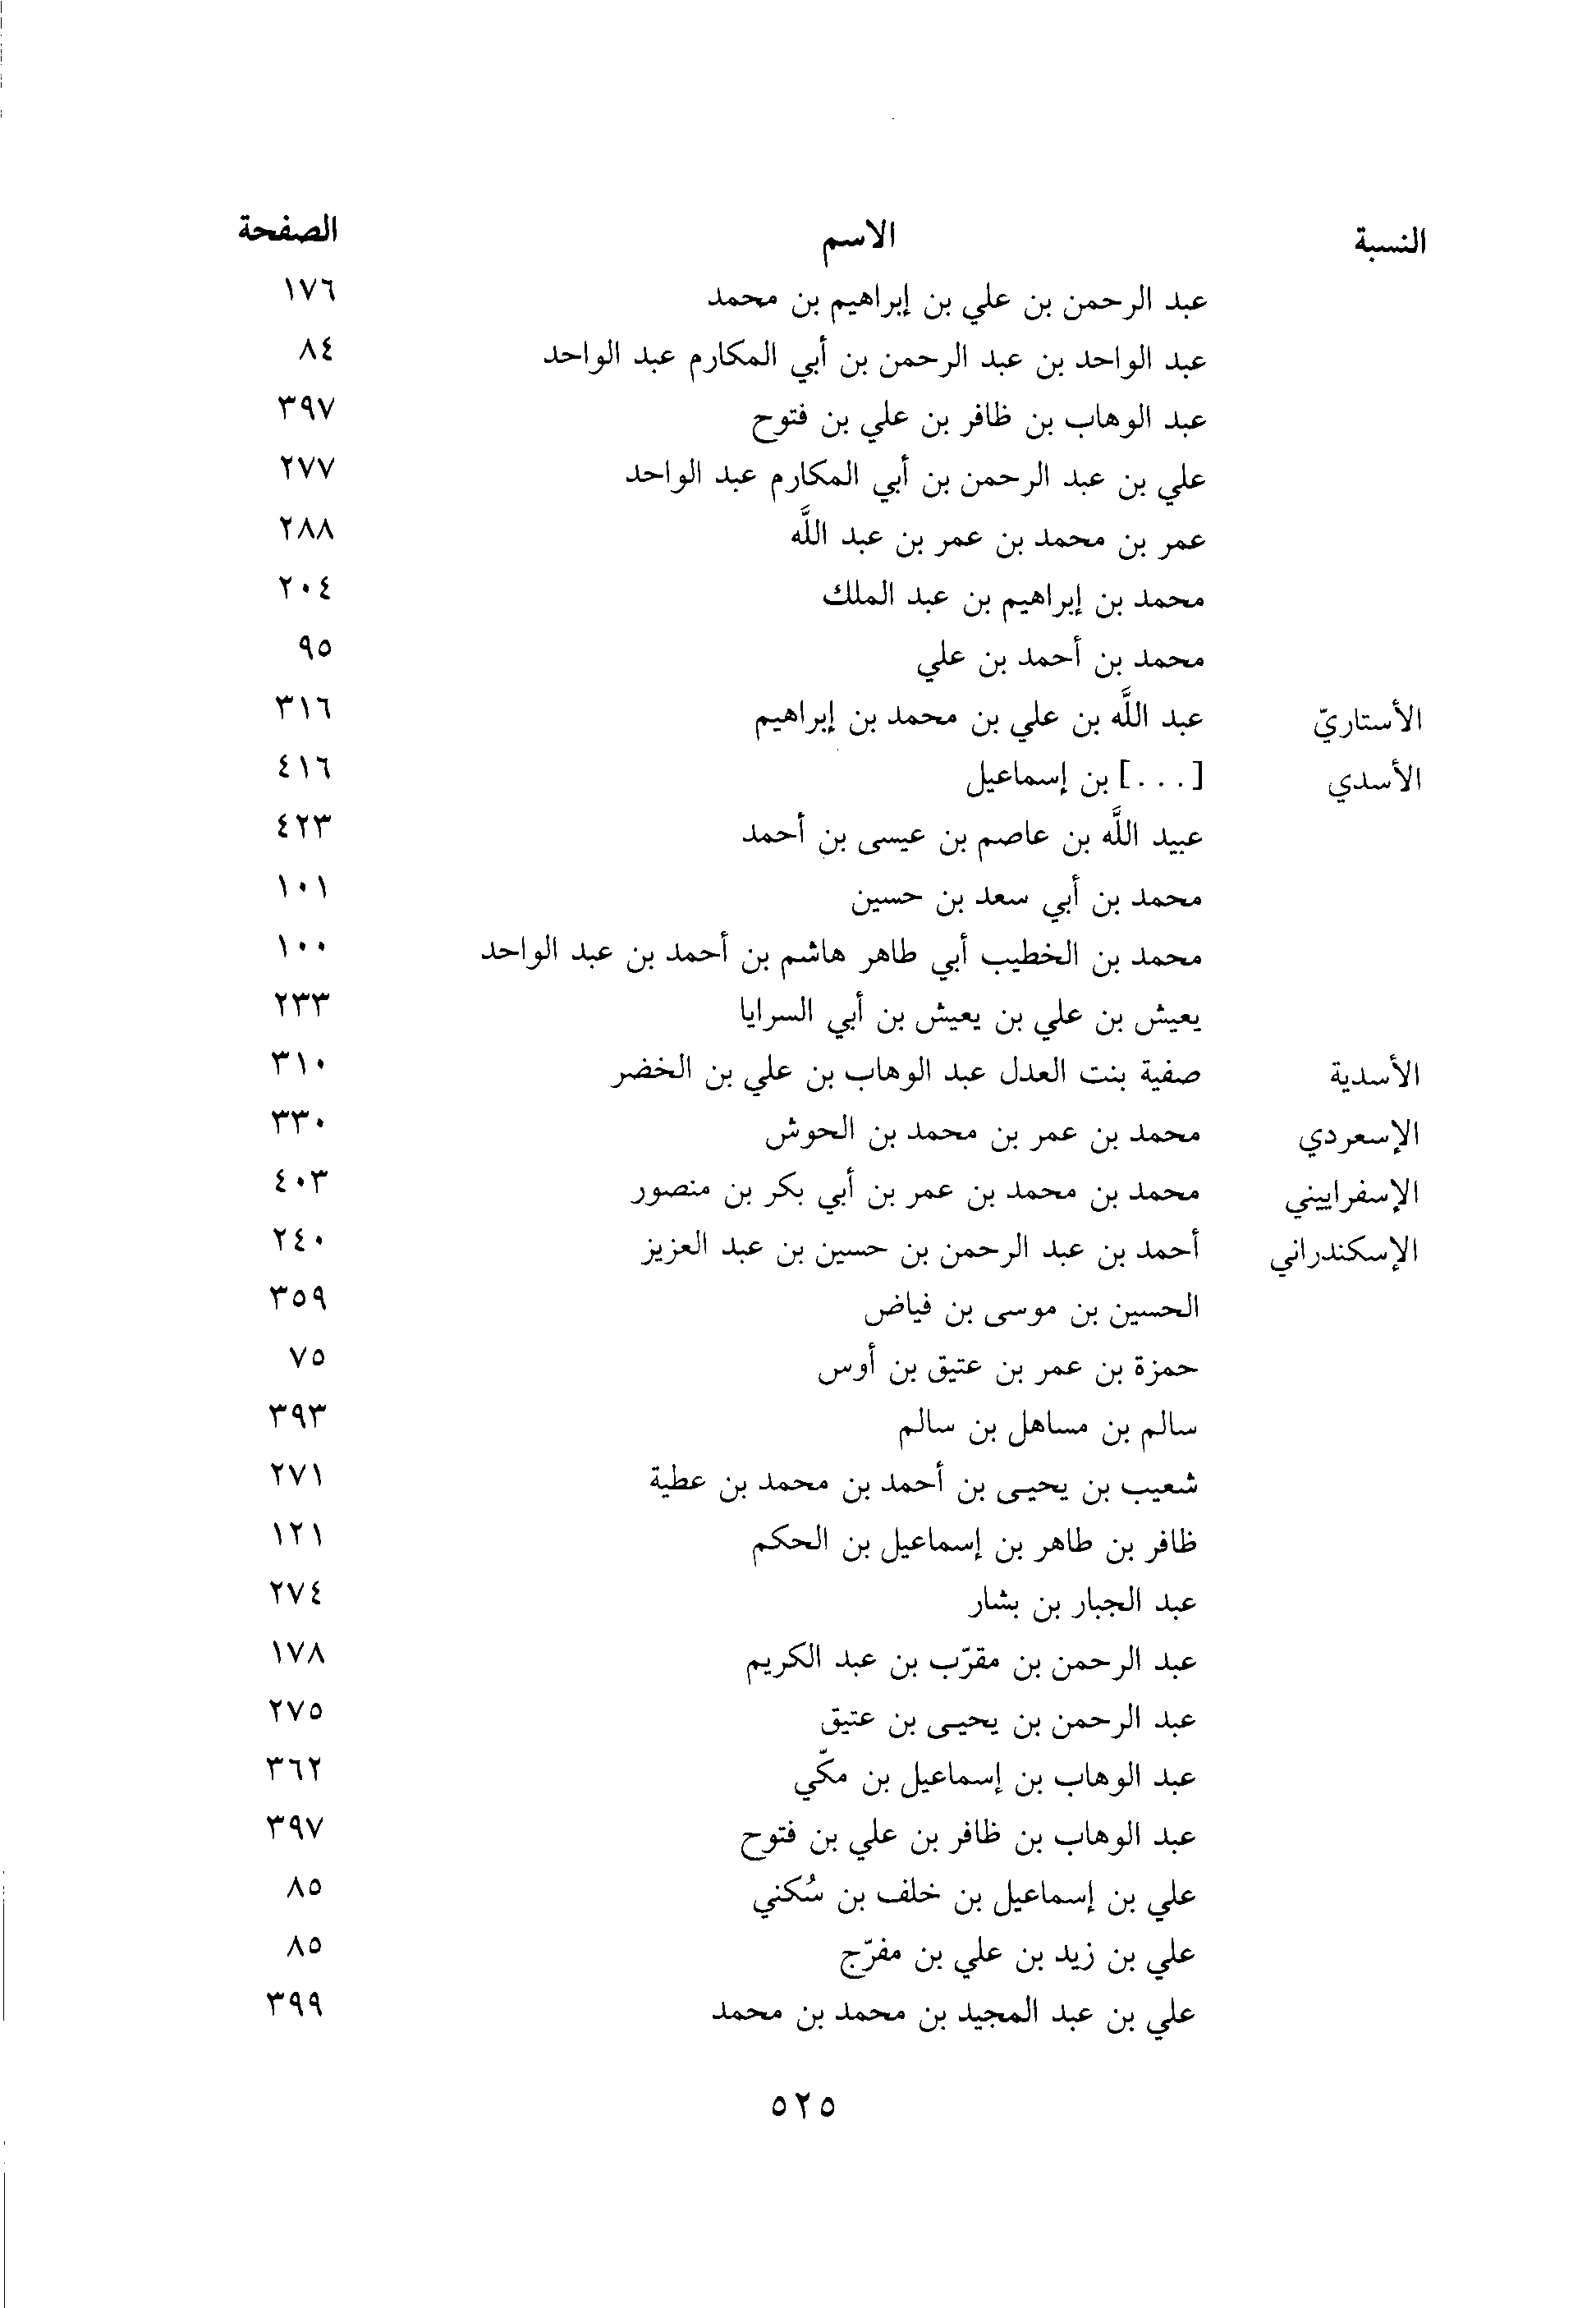 النسبة الاسم الصفحة
عبد الرحمن بن علي بن إبراهيم بن محمد ١٧٦
عبد الواحد بن عبد الرحمن بن أبي المكارم عبد الواحد ٨٤
عبد الوهاب بن ظافر بن علي بن فتوح ٣٩٧
علي بن عبد الرحمن بن أبي المكارم عبد الواحد ٢٧٧
عمر بن محمد بن عمر بن عبد اللَّه ٢٨٨
محمد بن إبراهيم بن عبد الملك ٢٠٤
محمد بن أحمد بن علي ٩٥
الأستاريّ عبد اللَّه بن علي بن محمد بن إبراهيم ٣١٦
الأسدي [...] بن إسماعيل ٤١٦
عبيد اللَّه بن عاصم بن عيسى بن أحمد ٤٢٣
محمد بن أبي سعد بن حسين ١٠١
محمد بن الخطيب أبي طاهر هاشم بن أحمد بن عبد الواحد ١٠٠
يعيش بن علي بن يعيش بن أبي السرايا ٢٣٣
الأسدية صفية بنت العدل عبد الوهاب بن علي بن الخضر ٣١٠
الإسعردي محمد بن عمر بن محمد بن الحوش ٣٣٠
الإسفراييني محمد بن محمد بن عمر بن أبي بكر بن منصور ٤٠٣
الإسكندراني أحمد بن عبد الرحمن بن حسين بن عبد العزيز ٢٤٠
الحسين بن موسى بن فياض ٣٥٩
حمزة بن عمر بن عتيق بن أوس ٧٥
سالم بن مساهل بن سالم ٣٩٣
شعيب بن يحيى بن أحمد بن محمد بن عطية ٢٧١
ظافر بن طاهر بن إسماعيل بن الحكم ١٢١
عبد الجبار بن بشار ٢٧٤
عبد الرحمن بن مقرّب بن عبد الكريم ١٧٨
عبد الرحمن بن يحيى بن عتيق ٢٧٥
عبد الوهاب بن إسماعيل بن مكّي ٣٦٢
عبد الوهاب بن ظافر بن علي بن فتوح ٣٩٧
علي بن إسماعيل بن خلف بن سُكني ٨٥
علي بن زيد بن علي بن مفرّج ٨٥
علي بن عبد المجيد بن محمد بن محمد ٣٩٩
٥٢٥